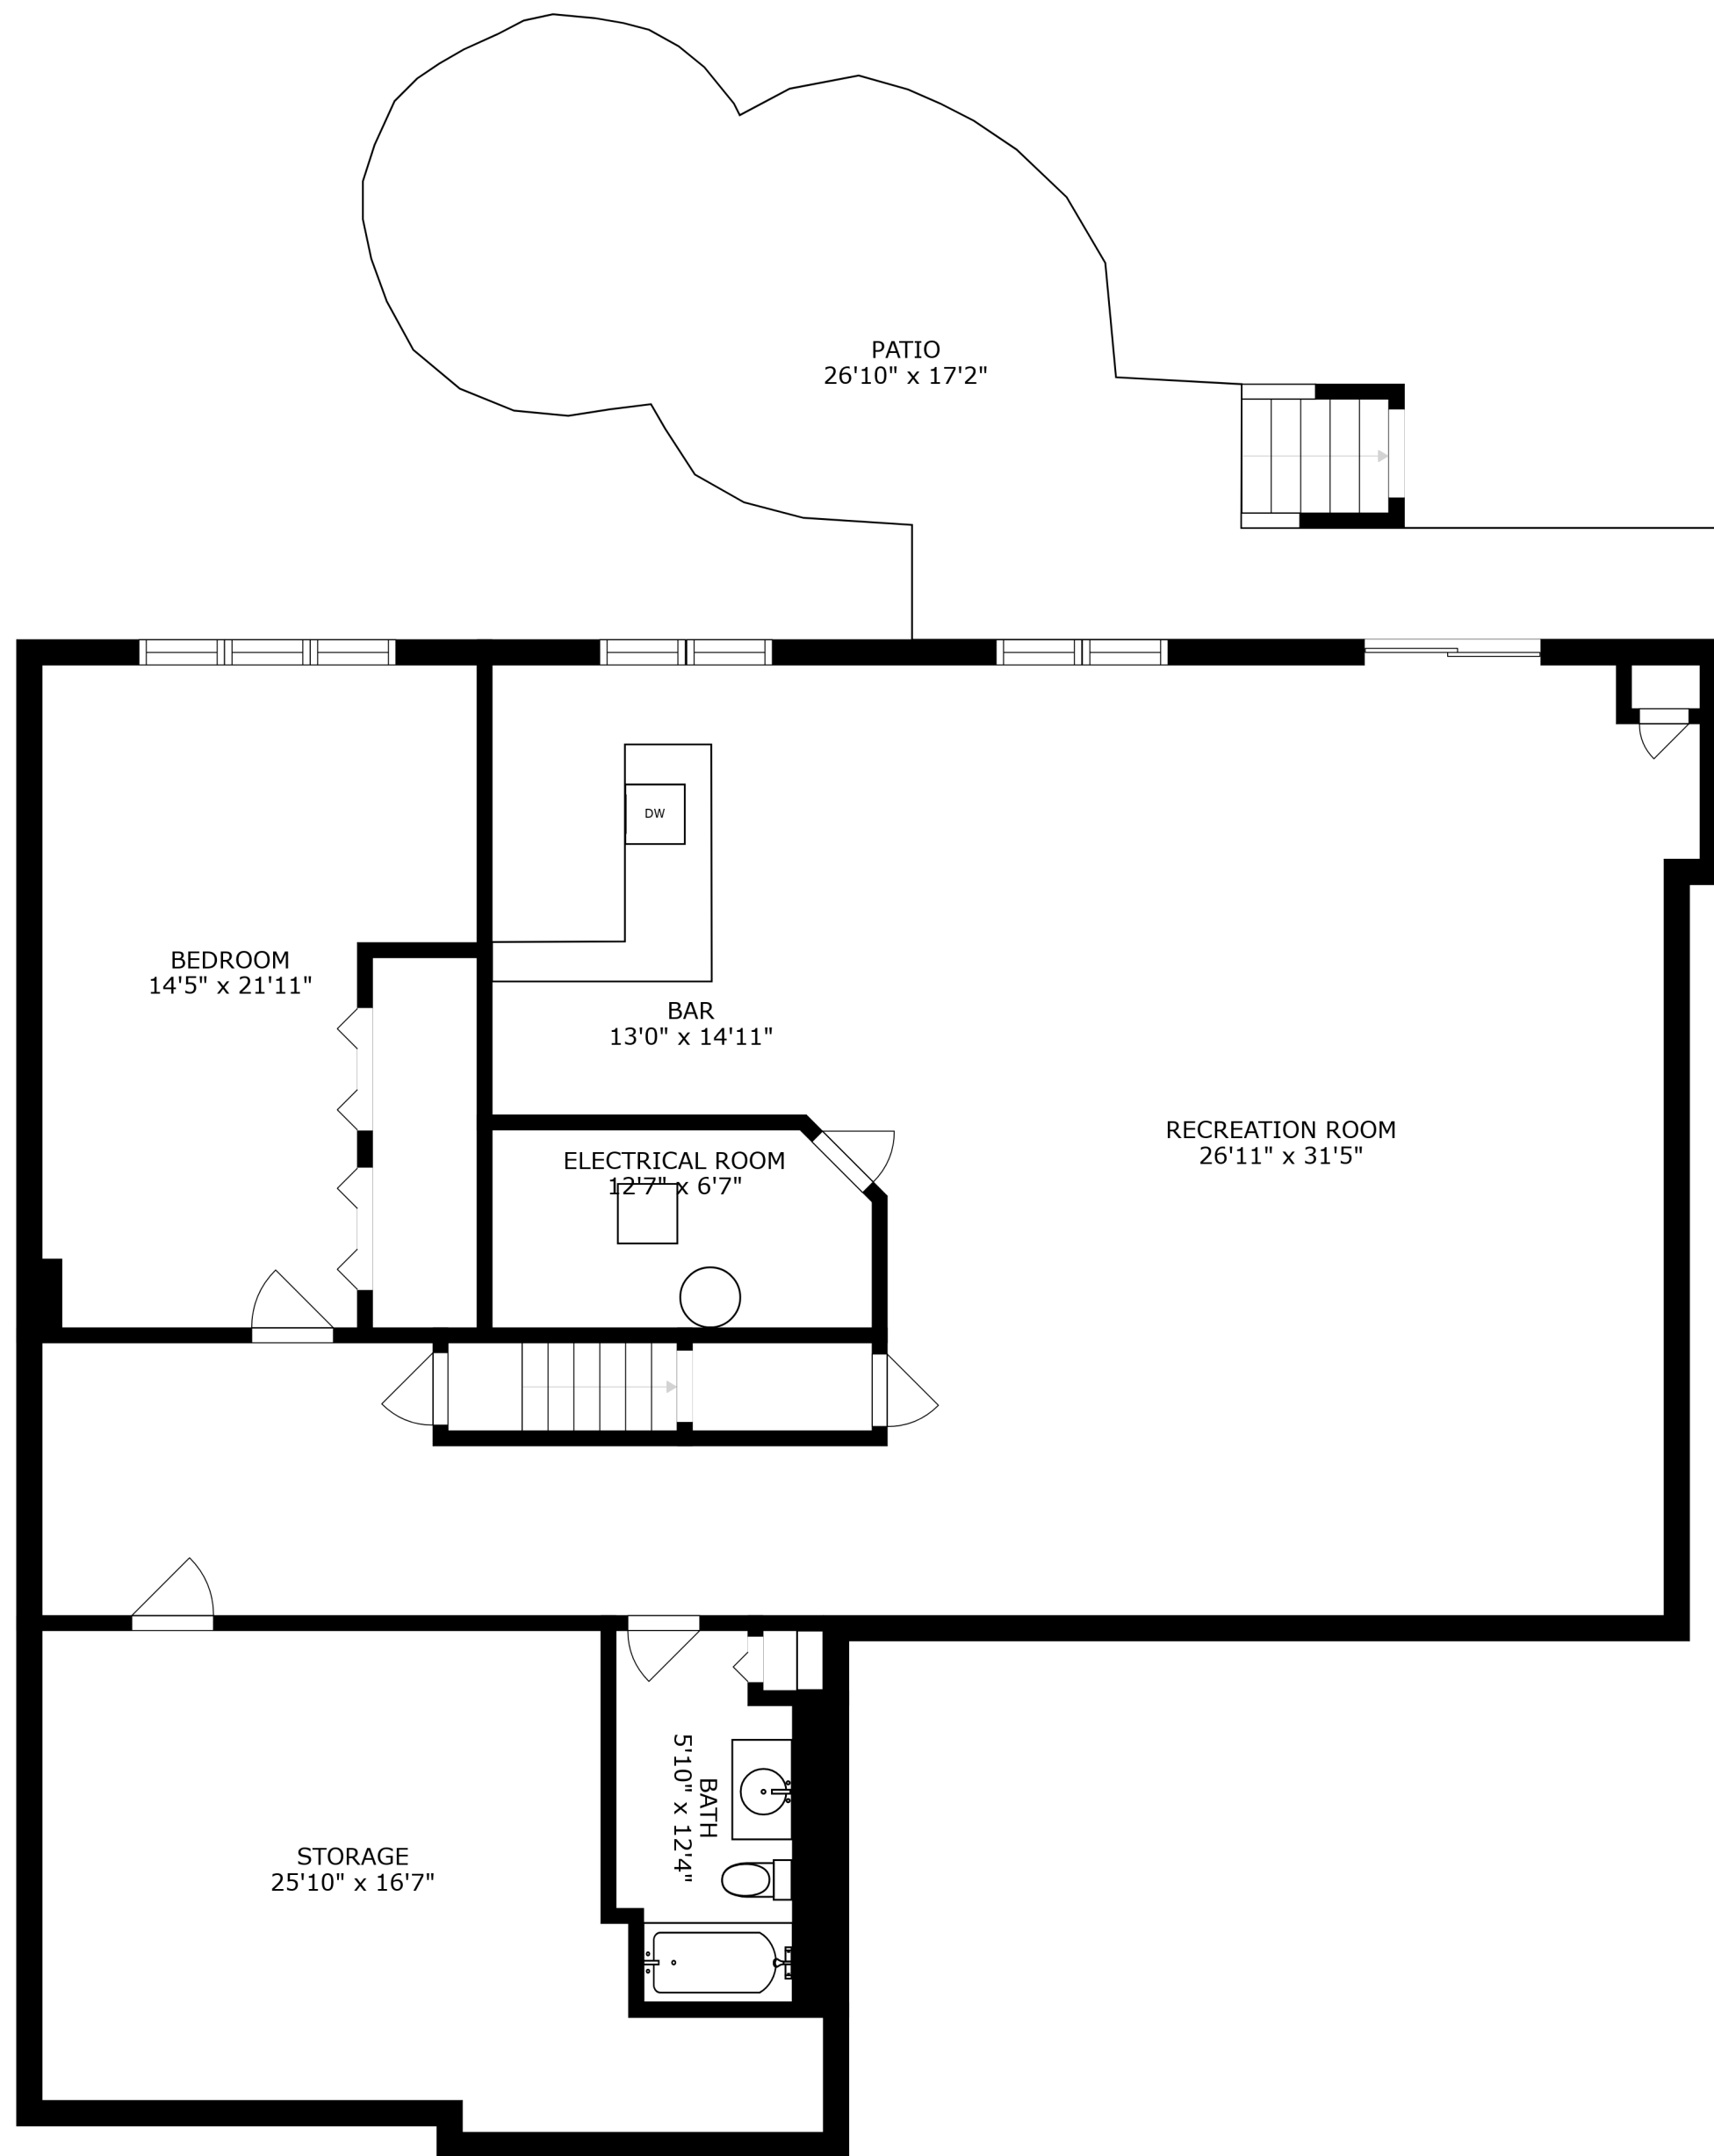 PATIO
26'10" x 17'2"
DW
BEDROOM
14'5" x 21'11"
BAR
13'0" x 14'11"
RECREATION ROOM
26'11" x 31'5"
ELECTRICAL ROOM
12'7" x 6'7"
BATH
5'10" x 12'4"
STORAGE
25'10" x 16'7"